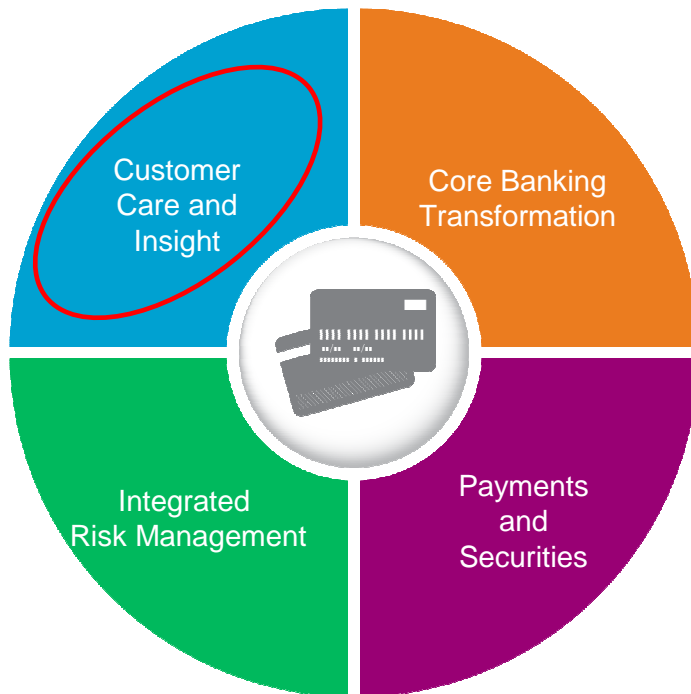 Customer
Care and
Insight
Core Banking
Transformation
Integrated
Risk Management
Payments
and
Securities